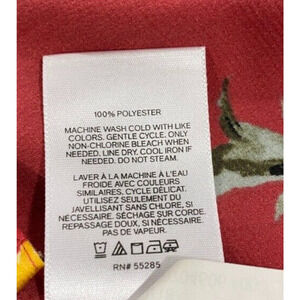 100% POLYESTER
MACHINE WASH COLD WITH LIKE
COLORS. GENTLE CYCLE. ONLY
NON-CHLORINE BLEACH WHEN
NEEDED. LINE DRY. COOL IRON IF
NEEDED. DO NOT STEAM.
LAVER À LA MACHINE À L'EAU
FROIDE AVEC COULEURS
SIMILAIRES. CYCLE DÉLICAT.
UTILISEZ SEULEMENT DU
JAVELLISANT SANS CHLORE, SI
NÉCESSAIRE. SÉCHAGE SUR CORDE.
REPASSAGE DOUX, SI NÉCESSAIRE.
PAS DE VAPEUR.
RN# 55285